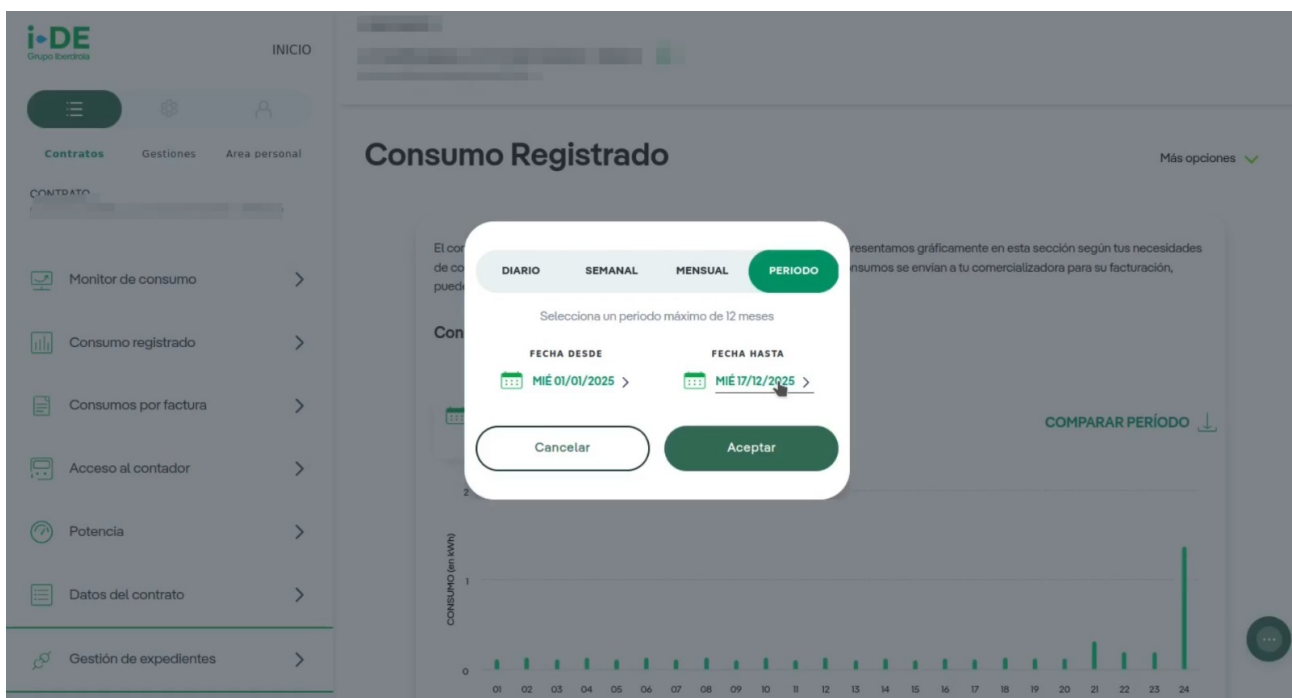 i-DE
Grupo Iberdrola
INICIO
Contratos Gestiones Area personal
CONTRATO
Monitor de consumo
Consumo registrado
Consumos por factura
Acceso al contador
Potencia
Datos del contrato
Gestión de expedientes
Consumo Registrado
Más opciones
El con
resentamos gráficamente en esta sección según tus necesidades
de co
nsumos se envían a tu comercializadora para su facturación,
puede
Con
DIARIO SEMANAL MENSUAL PERIODO
Selecciona un periodo máximo de 12 meses
FECHA DESDE FECHA HASTA
MIÉ 01/01/2025 MIÉ 17/12/2025
Cancelar Aceptar
COMPARAR PERÍODO
CONSUMO (en kWh)
2
1
0
01 02 03 04 05 06 07 08 09 10 11 12 13 14 15 16 17 18 19 20 21 22 23 24